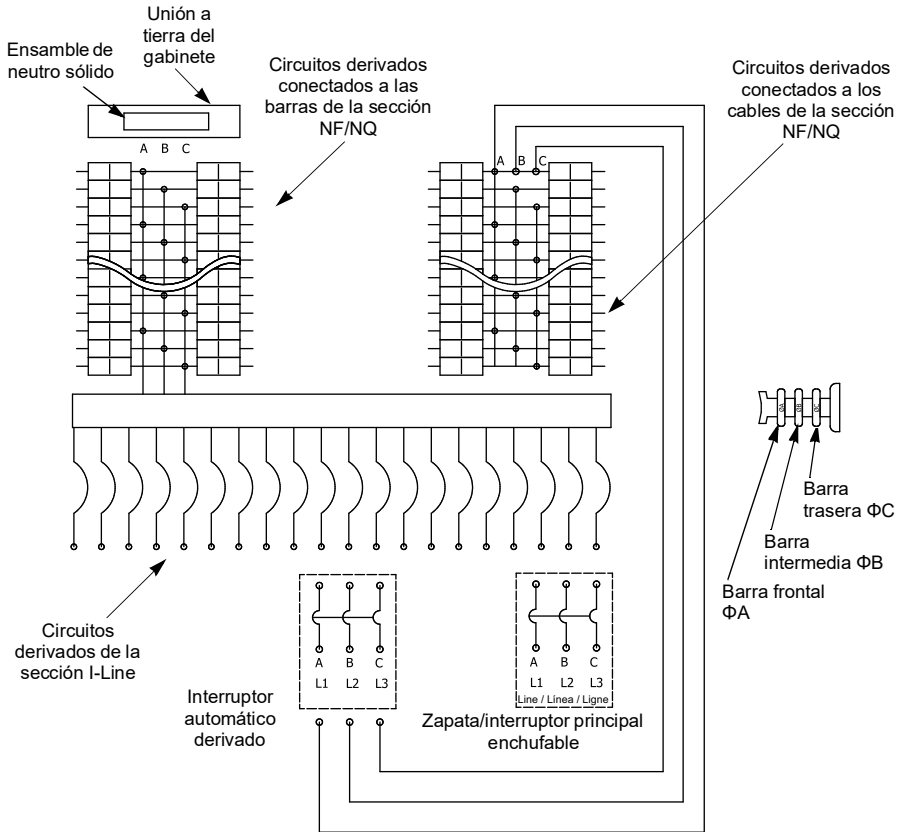 Unión a
tierra del
gabinete
Ensamble de
neutro sólido
Circuitos derivados
conectados a las
barras de la sección
NF/NQ
Circuitos derivados
conectados a los
cables de la sección
NF/NQ
A B C
A B C
ΦA ΦB ΦC
Barra
trasera ΦC
Barra
intermedia ΦB
Barra frontal
ΦA
Circuitos
derivados de la
sección I-Line
Interruptor
automático
derivado
A B C
L1 L2 L3
A B C
L1 L2 L3
Line / Línea / Ligne
Zapata/interruptor principal
enchufable